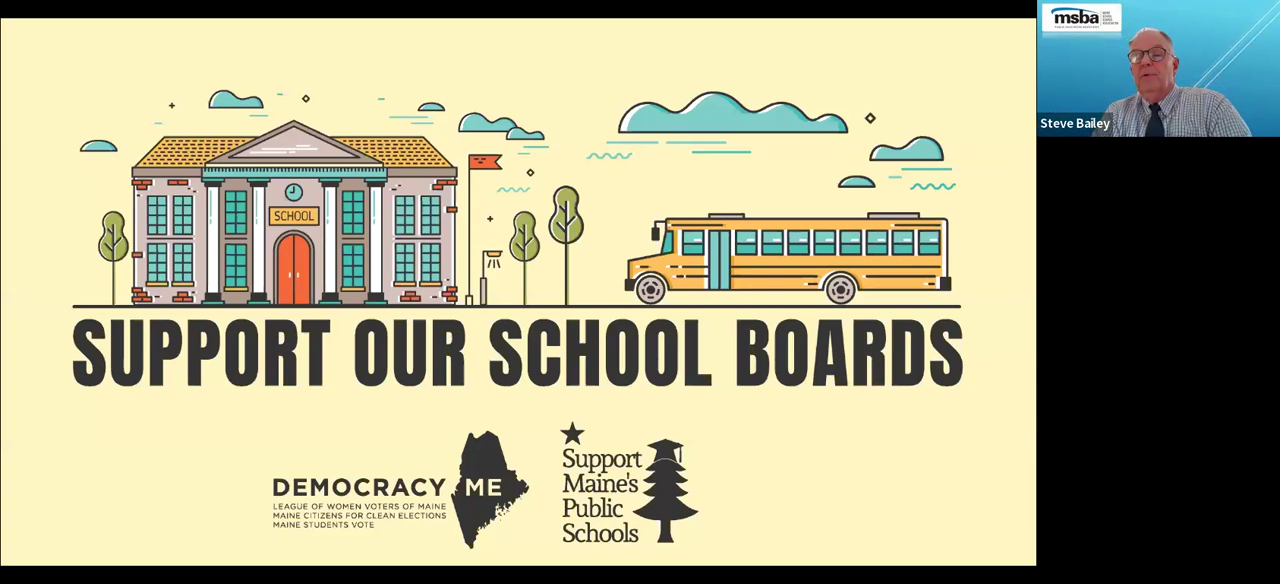 SCHOOL
SUPPORT OUR SCHOOL BOARDS
DEMOCRACY ME
LEAGUE OF WOMEN VOTERS OF MAINE
MAINE CITIZENS FOR CLEAN ELECTIONS
MAINE STUDENTS VOTE
Support
Maine's
Public
Schools
msba
Steve Bailey